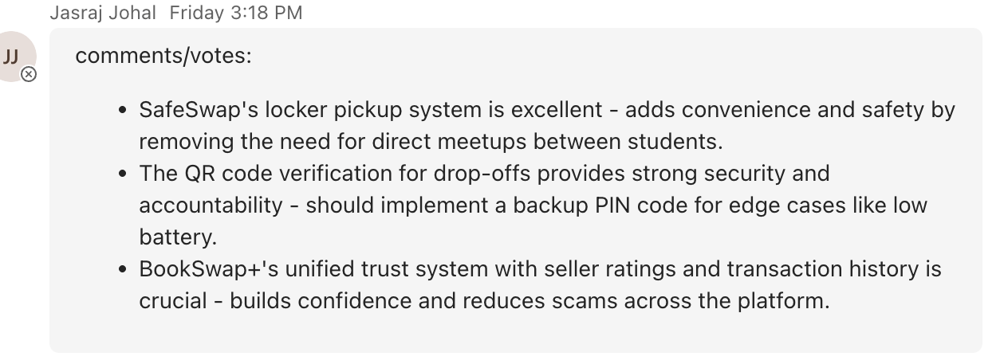 Jasraj Johal Friday 3:18 PM
JJ
comments/votes:
• SafeSwap's locker pickup system is excellent - adds convenience and safety by
removing the need for direct meetups between students.
• The QR code verification for drop-offs provides strong security and
accountability - should implement a backup PIN code for edge cases like low
battery.
• BookSwap+'s unified trust system with seller ratings and transaction history is
crucial - builds confidence and reduces scams across the platform.